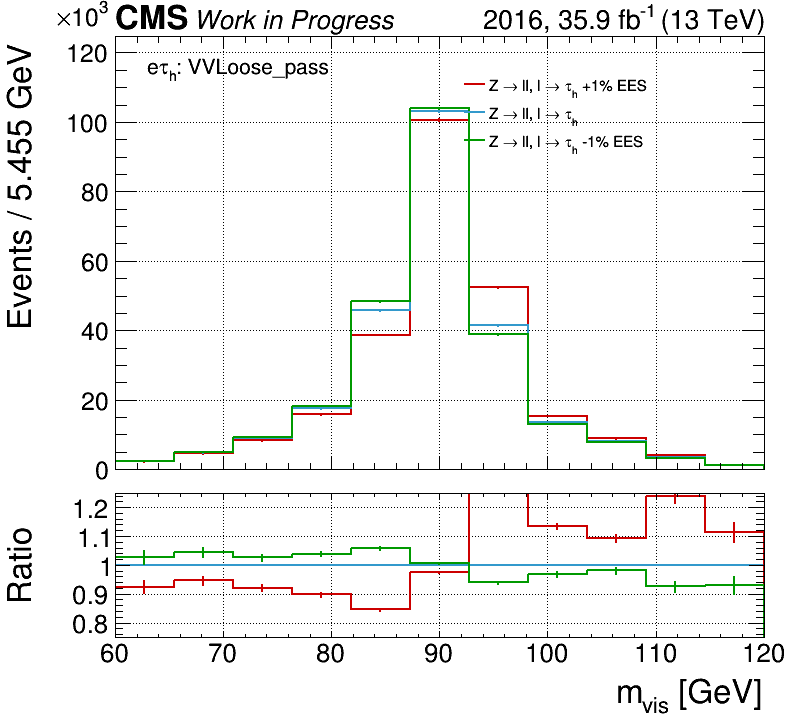 ×10³ CMS Work in Progress 2016, 35.9 fb⁻¹ (13 TeV)
eτₕ: VVLoose_pass
Z → ll, l → τₕ +1% EES
Z → ll, l → τₕ
Z → ll, l → τₕ -1% EES
Events / 5.455 GeV
120
100
80
60
40
20
0
Ratio
1.2
1.1
1
0.9
0.8
60 70 80 90 100 110 120
m_vis [GeV]